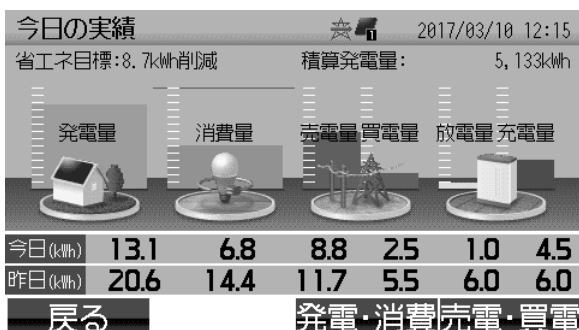 今日の実績 1 2017/03/10 12:15
省エネ目標:8.7kWh削減 積算発電量: 5,133kWh
発電量 消費量 売電量 買電量 放電量 充電量
今日(kWh) 13.1 6.8 8.8 2.5 1.0 4.5
昨日(kWh) 20.6 14.4 11.7 5.5 6.0 6.0
戻る 発電・消費 売電・買電